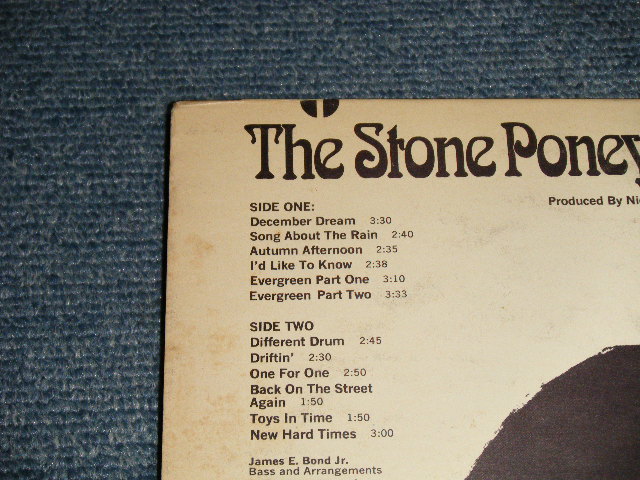 The Stone Poney
Produced By Ni
SIDE ONE:
December Dream 3:30
Song About The Rain 2:40
Autumn Afternoon 2:35
I'd Like To Know 2:38
Evergreen Part One 3:10
Evergreen Part Two 3:33
SIDE TWO
Different Drum 2:45
Driftin' 2:30
One For One 2:50
Back On The Street
Again 1:50
Toys In Time 1:50
New Hard Times 3:00
James E. Bond Jr.
Bass and Arrangements